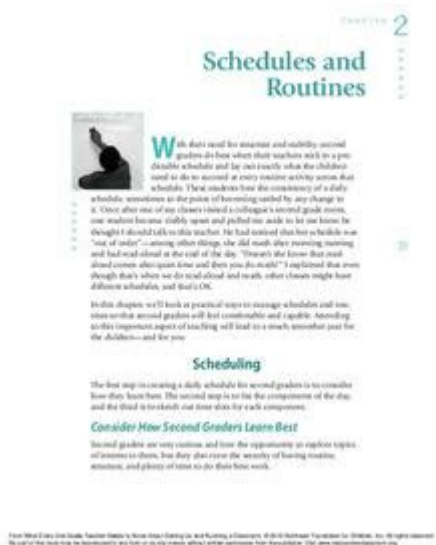 CHAPTER 2
Schedules and
Routines
With their need for structure and stability, second
graders do best when their teachers stick to a pre-
dictable schedule and lay out exactly what the children
need to do to succeed at every routine activity across that
schedule. These students love the consistency of a daily
schedule, sometimes to the point of becoming rattled by any change to
it. Once after one of my classes visited a colleague's second grade room,
one student became visibly upset and pulled me aside to let me know he
thought I should talk to this teacher. He had noticed that her schedule was
"out of order"—among other things, she did math after morning meeting
and had read-aloud at the end of the day. "Doesn't she know that read-
aloud comes after quiet time and then you do math?" I explained that even
though that's when we do read-aloud and math, other classes might have
different schedules, and that's OK.
In this chapter we'll look at practical ways to manage schedules and rou-
tines so that second graders will feel comfortable and capable. Attending
to this important aspect of teaching will lead to a much smoother year for
the children—and for you.
Scheduling
The first step in creating a daily schedule for second graders is to consider
how they learn best. The second step is to list the components of the day,
and the third is to sketch out time slots for each component.
Consider How Second Graders Learn Best
Second graders are very curious and love the opportunity to explore topics
of interest to them, but they also crave the security of having routine,
structure, and plenty of time to do their best work.